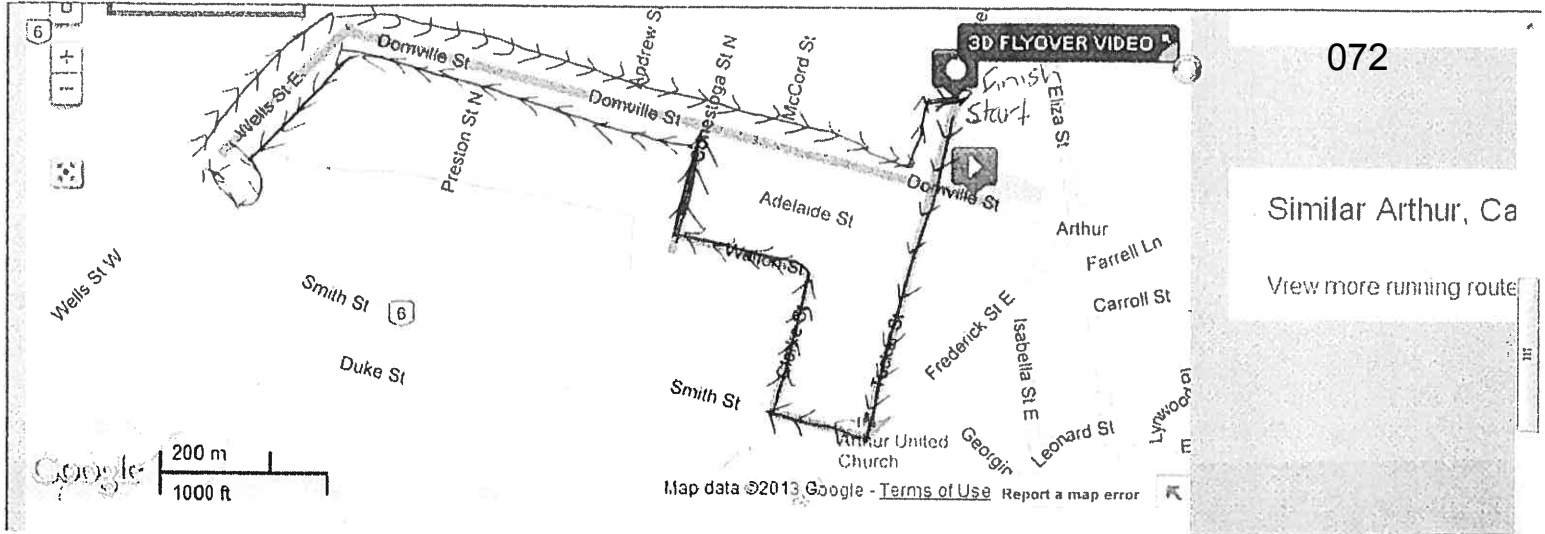 6
+
−
Domville St
Andrew S
Conestoga St N
McCord St
3D FLYOVER VIDEO
072
Finish
Start
Eliza St
Wells St E
Domville St
Preston St N
Domville St
Adelaide St
Arthur
Farrell Ln
Similar Arthur, Ca
Walton St
Carroll St
View more running route
Wells St W
Smith St
6
Frederick St E
Isabella St E
Tucker St
Duke St
Smith St
Arthur United
Church
Georgin
Leonard St
Lynwood Pl
E
Google
200 m
1000 ft
Map data ©2013 Google - Terms of Use Report a map error